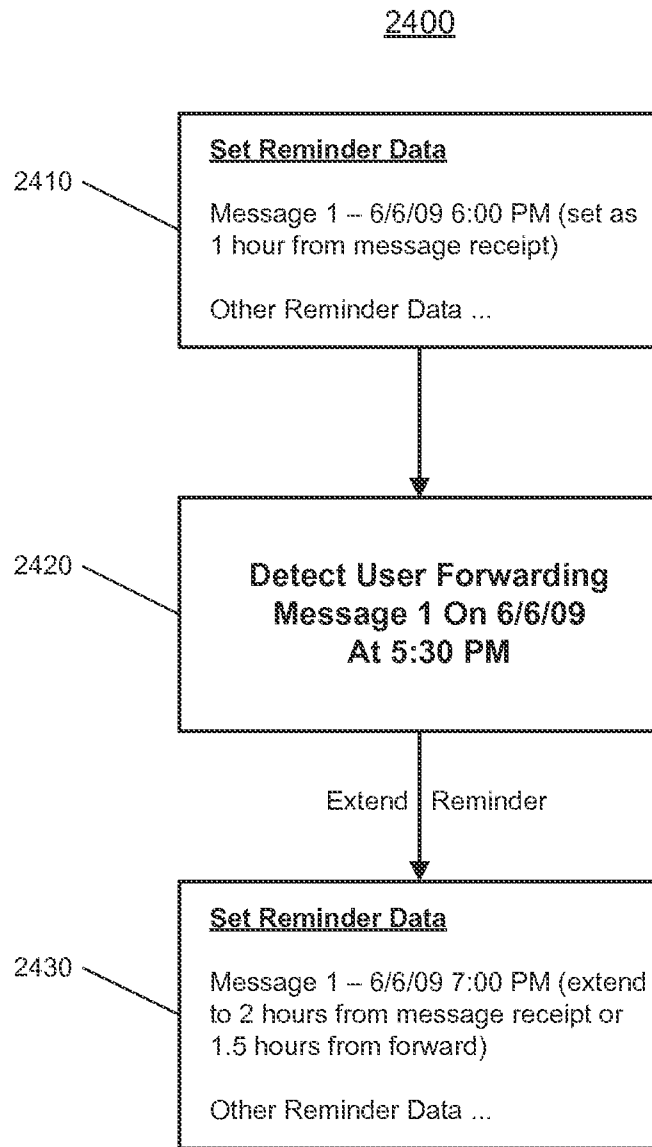 2400
Set Reminder Data
2410
Message 1 – 6/6/09 6:00 PM (set as
1 hour from message receipt)
Other Reminder Data ...
2420
Detect User Forwarding
Message 1 On 6/6/09
At 5:30 PM
Extend Reminder
Set Reminder Data
2430
Message 1 – 6/6/09 7:00 PM (extend
to 2 hours from message receipt or
1.5 hours from forward)
Other Reminder Data ...